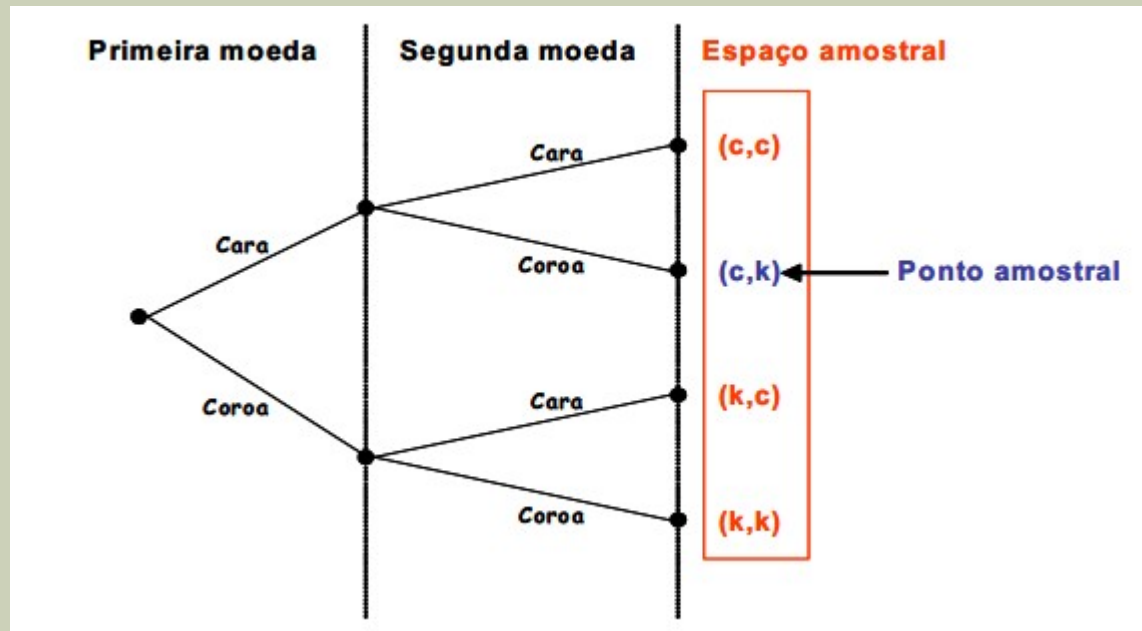 Primeira moeda
Segunda moeda
Espaço amostral
Cara
(c,c)
Cara
Coroa
(c,k)
Ponto amostral
Coroa
Cara
(k,c)
Coroa
(k,k)